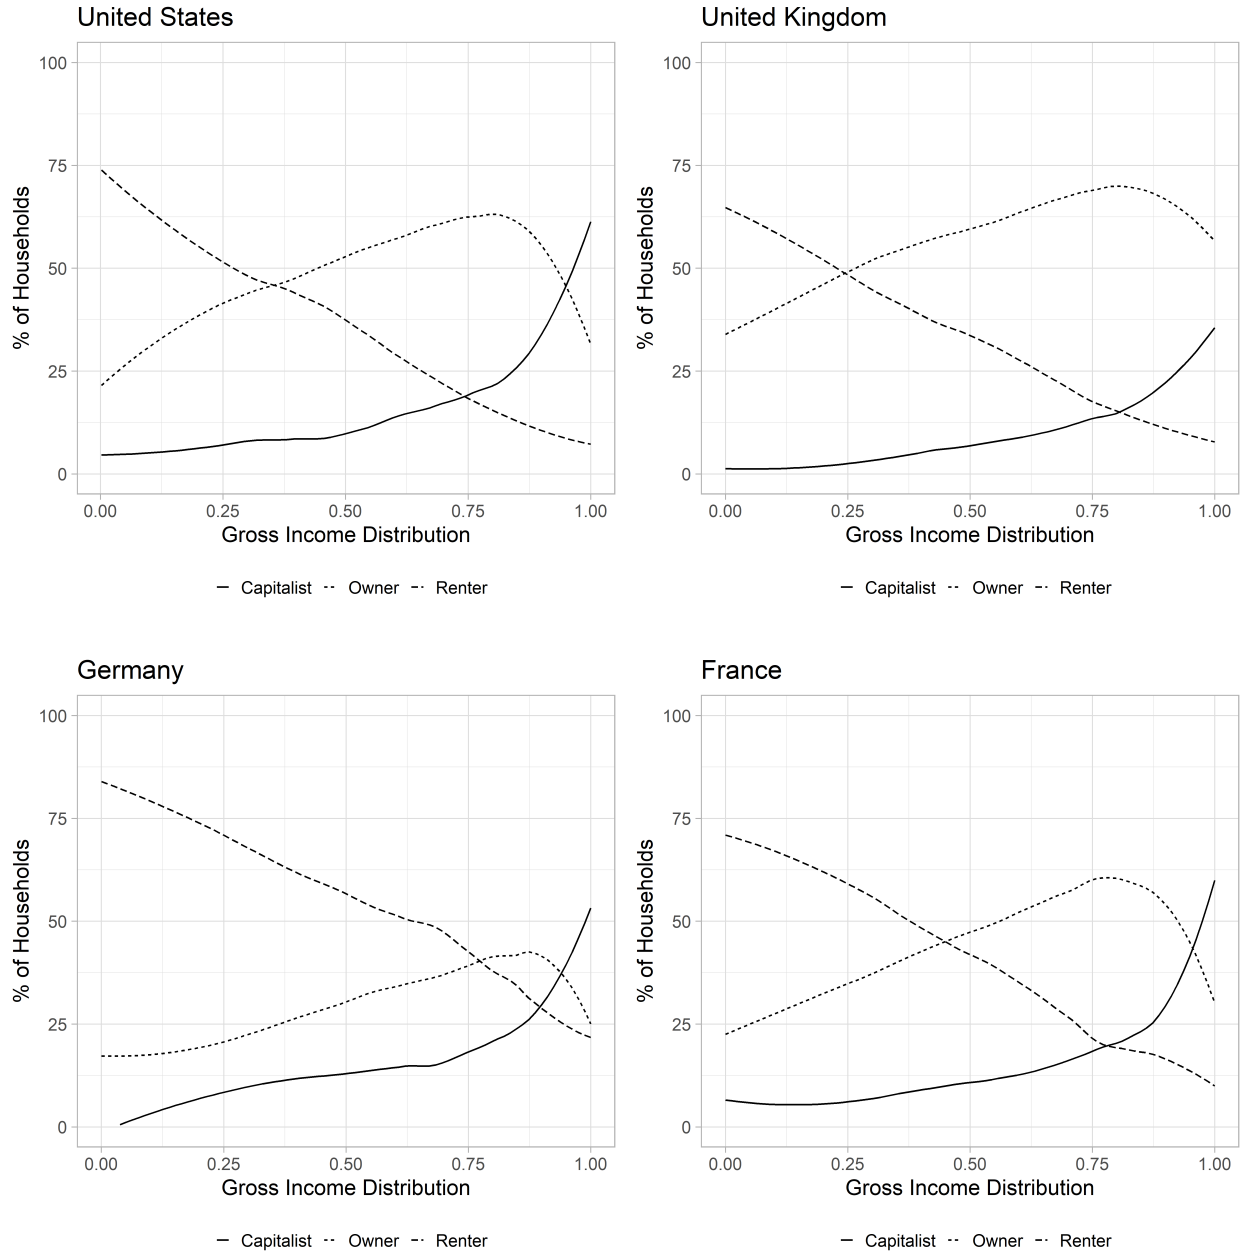 United States
100
75
50
25
0
% of Households
0.00 0.25 0.50 0.75 1.00
Gross Income Distribution
Capitalist Owner Renter
United Kingdom
100
75
50
25
0
% of Households
0.00 0.25 0.50 0.75 1.00
Gross Income Distribution
Capitalist Owner Renter
Germany
100
75
50
25
0
% of Households
0.00 0.25 0.50 0.75 1.00
Gross Income Distribution
Capitalist Owner Renter
France
100
75
50
25
0
% of Households
0.00 0.25 0.50 0.75 1.00
Gross Income Distribution
Capitalist Owner Renter